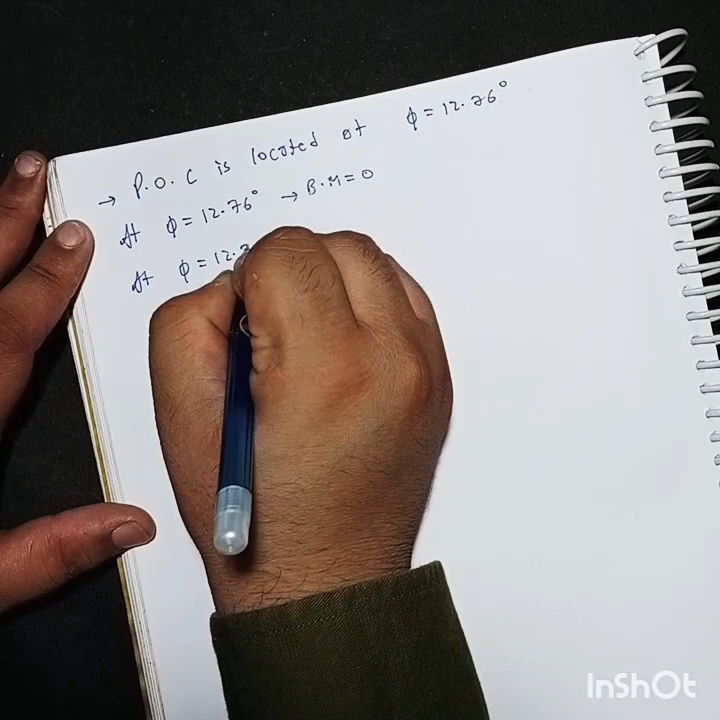 → P.O.C is located at φ = 12.76°
At φ = 12.76° → B.M = 0
At φ = 12.
InShOt